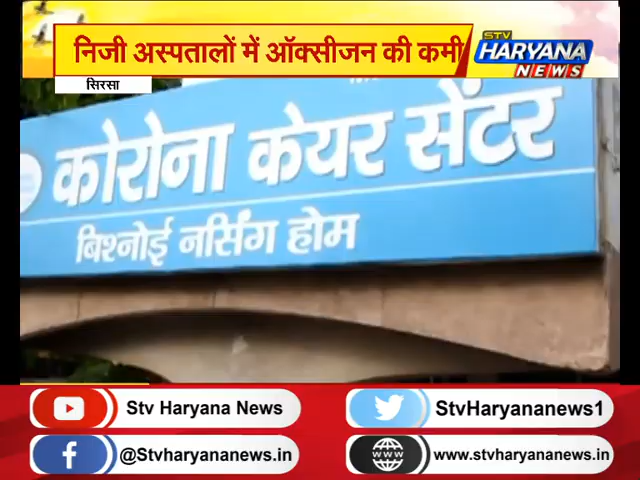 निजी अस्पतालों में ऑक्सीजन की कमी
STV
HARYANA
NEWS
सिरसा
कोरोना केयर सेंटर
बिश्नोई नर्सिंग होम
Stv Haryana News
StvHaryananews1
@Stvharyananews.in
www.stvharyananews.in